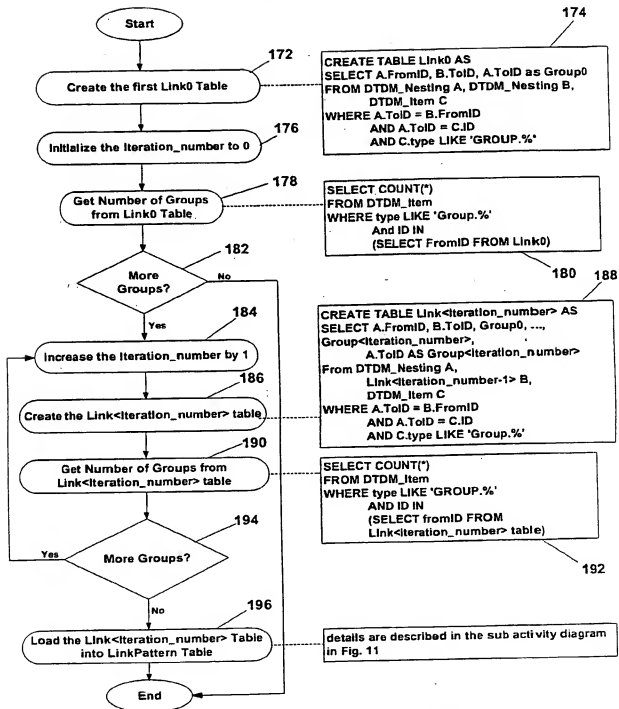 Start
172
Create the first Link0 Table
174
CREATE TABLE Link0 AS
SELECT A.FromID, B.ToID, A.ToID as Group0
FROM DTDM_Nesting A, DTDM_Nesting B,
DTDM_Item C
WHERE A.ToID = B.FromID
AND A.ToID = C.ID
AND C.type LIKE 'GROUP.%'
176
Initialize the Iteration_number to 0
178
Get Number of Groups
from Link0 Table
SELECT COUNT(*)
FROM DTDM_Item
WHERE type LIKE 'Group.%'
And ID IN
(SELECT FromID FROM Link0)
180
182
More
Groups?
No
Yes
184
Increase the Iteration_number by 1
186
Create the Link<Iteration_number> table
188
CREATE TABLE Link<Iteration_number> AS
SELECT A.FromID, B.ToID, Group0, ...,
Group<Iteration_number>,
A.ToID AS Group<Iteration_number>
From DTDM_Nesting A,
Link<Iteration_number-1> B,
DTDM_Item C
WHERE A.ToID = B.FromID
AND A.ToID = C.ID
AND C.type LIKE 'Group.%'
190
Get Number of Groups from
Link<Iteration_number> table
SELECT COUNT(*)
FROM DTDM_Item
WHERE type LIKE 'GROUP.%'
AND ID IN
(SELECT fromID FROM
Link<Iteration_number> table)
192
194
More Groups?
Yes
No
196
Load the Link<Iteration_number> Table
into LinkPattern Table
details are described in the sub activity diagram
in Fig. 11
End